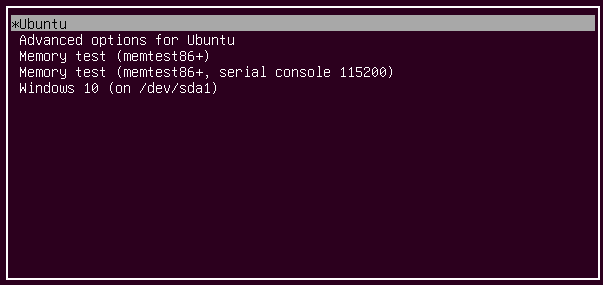 *Ubuntu
Advanced options for Ubuntu
Memory test (memtest86+)
Memory test (memtest86+, serial console 115200)
Windows 10 (on /dev/sda1)